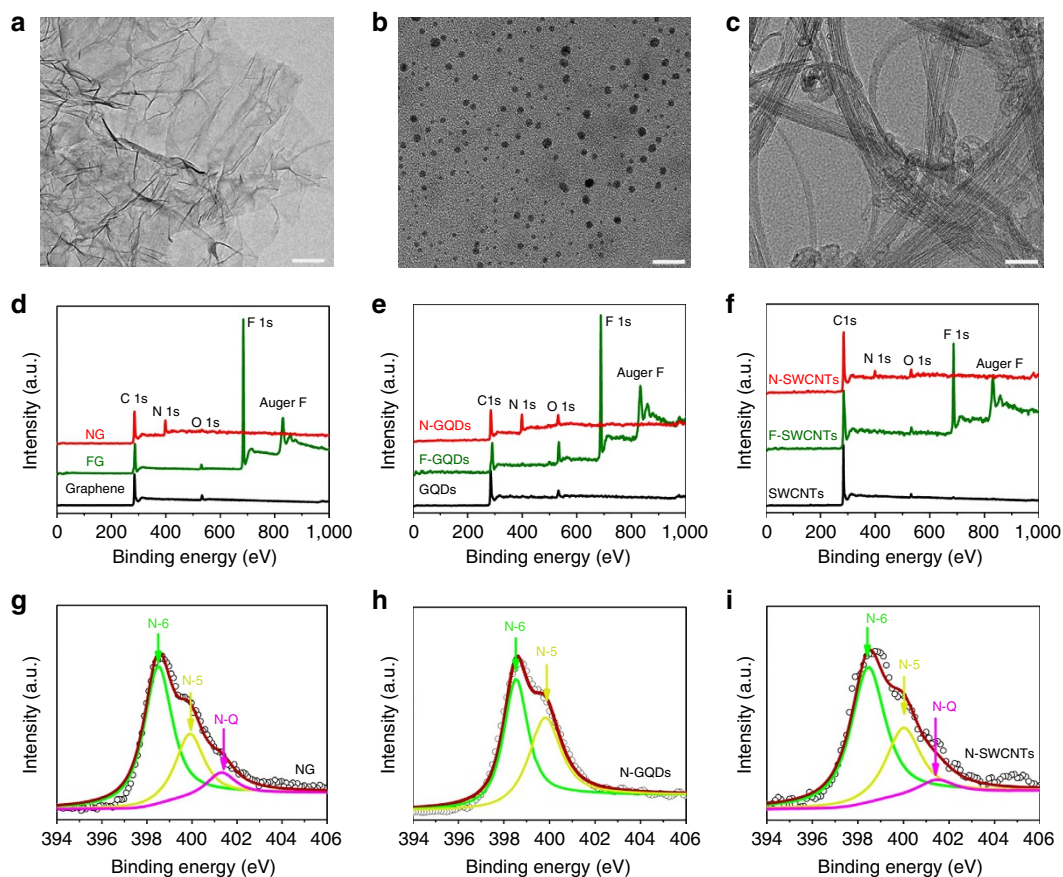 a
b
c
d
Intensity (a.u.)
F 1s
Auger F
C 1s
N 1s
O 1s
NG
FG
Graphene
0 200 400 600 800 1,000
Binding energy (eV)
e
Intensity (a.u.)
F 1s
Auger F
C1s
N 1s
O 1s
N-GQDs
F-GQDs
GQDs
0 200 400 600 800 1,000
Binding energy (eV)
f
Intensity (a.u.)
C1s
F 1s
N 1s
O 1s
Auger F
N-SWCNTs
F-SWCNTs
SWCNTs
0 200 400 600 800 1,000
Binding energy (eV)
g
Intensity (a.u.)
N-6
N-5
N-Q
NG
394 396 398 400 402 404 406
Binding energy (eV)
h
Intensity (a.u.)
N-6
N-5
N-GQDs
394 396 398 400 402 404 406
Binding energy (eV)
i
Intensity (a.u.)
N-6
N-5
N-Q
N-SWCNTs
394 396 398 400 402 404 406
Binding energy (eV)